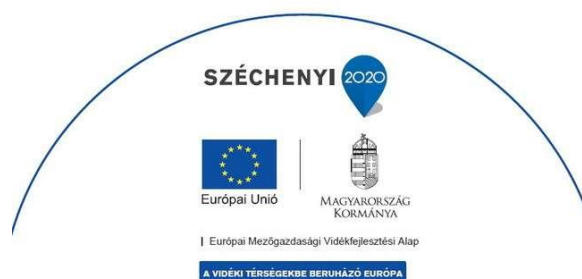 SZÉCHENYI 2020
Európai Unió
MAGYARORSZÁG
KORMÁNYA
Európai Mezőgazdasági Vidékfejlesztési Alap
A VIDÉKI TÉRSÉGEKBE BERUHÁZÓ EURÓPA